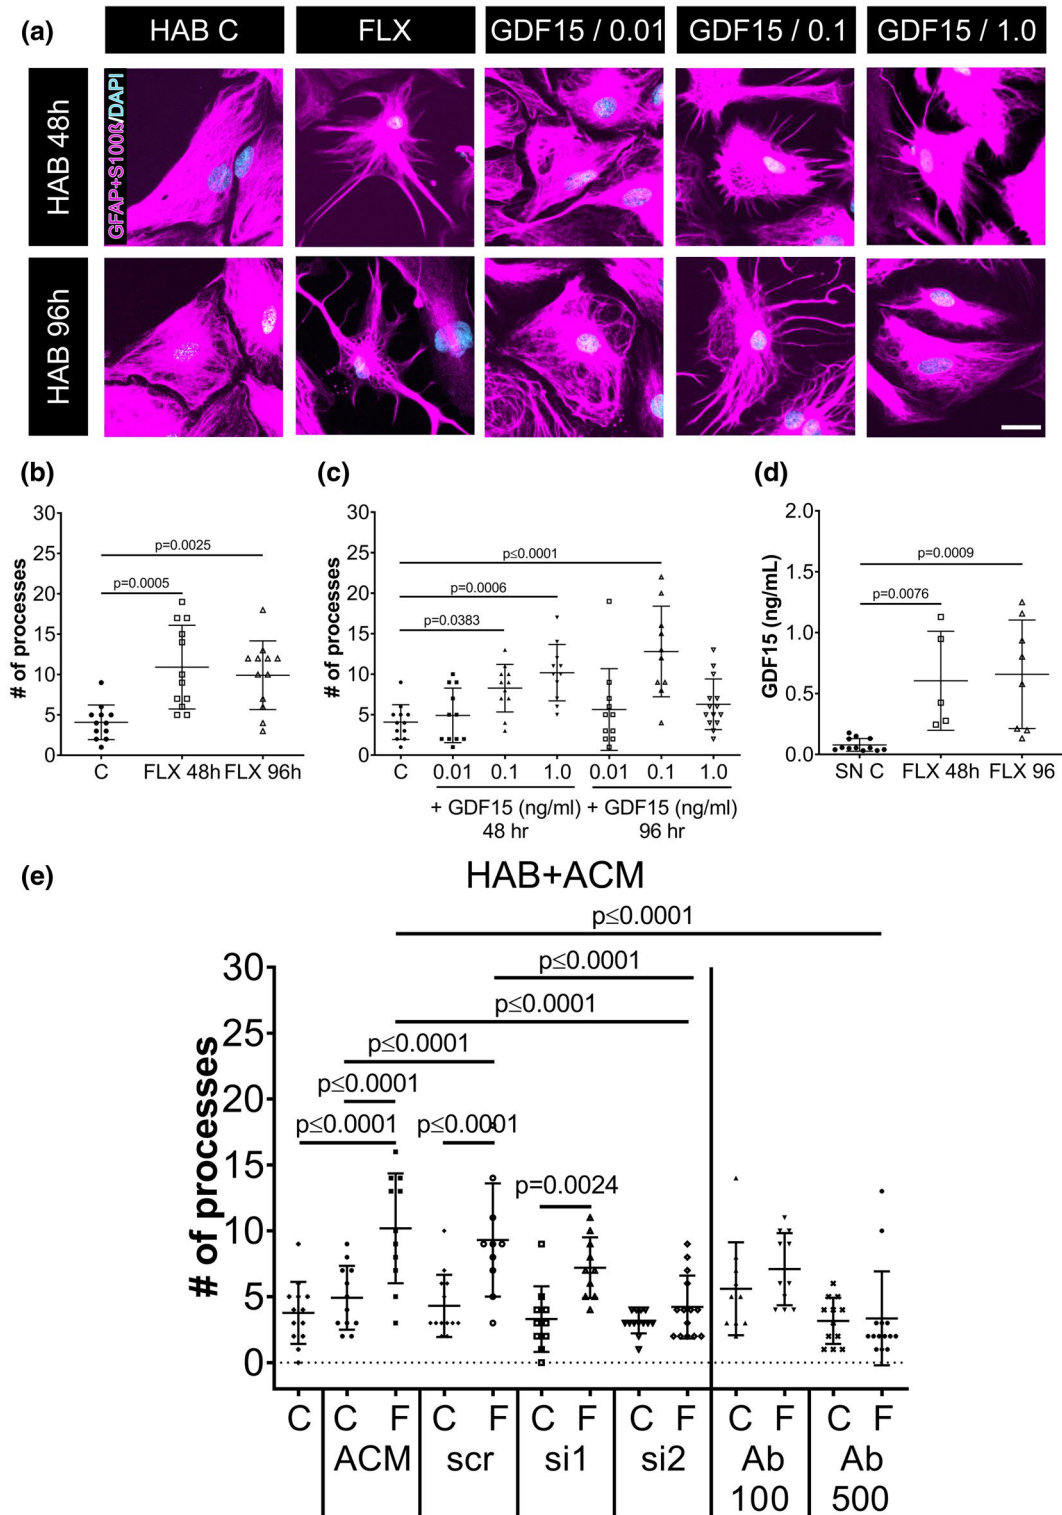 (a)
HAB C
FLX
GDF15 / 0.01
GDF15 / 0.1
GDF15 / 1.0
HAB 48h
GFAP+S100ß/DAPI
HAB 96h
(b)
# of processes
30
25
20
15
10
5
0
p=0.0025
p=0.0005
C
FLX 48h
FLX 96h
(c)
# of processes
30
20
10
0
30
25
20
15
10
5
0
p≤0.0001
p=0.0006
p=0.0383
C
0.01
0.1
1.0
0.01
0.1
1.0
+ GDF15 (ng/ml)
48 hr
+ GDF15 (ng/ml)
96 hr
(d)
GDF15 (ng/mL)
2.0
1.5
1.0
0.5
0.0
p=0.0009
p=0.0076
SN C
FLX 48h
FLX 96
(e)
HAB+ACM
# of processes
30
25
20
15
10
5
0
p≤0.0001
p≤0.0001
p≤0.0001
p≤0.0001
p≤0.0001
p≤0.0001
p≤0.0001
p=0.0024
C
C
F
C
F
C
F
C
F
C
F
C
F
ACM
scr
si1
si2
Ab
100
Ab
500